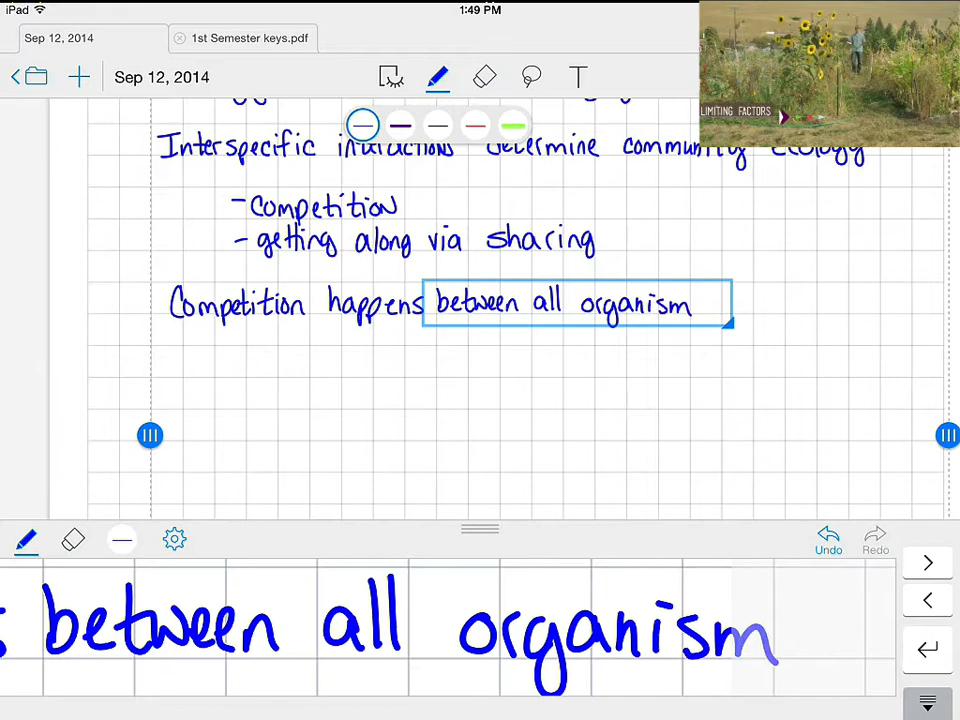 iPad 1:49 PM
Sep 12, 2014 1st Semester keys.pdf
Sep 12, 2014 T
LIMITING FACTORS
Interspecific interactions determine community ecology
- competition
- getting along via sharing
Competition happens between all organism
Undo Redo
between all organism